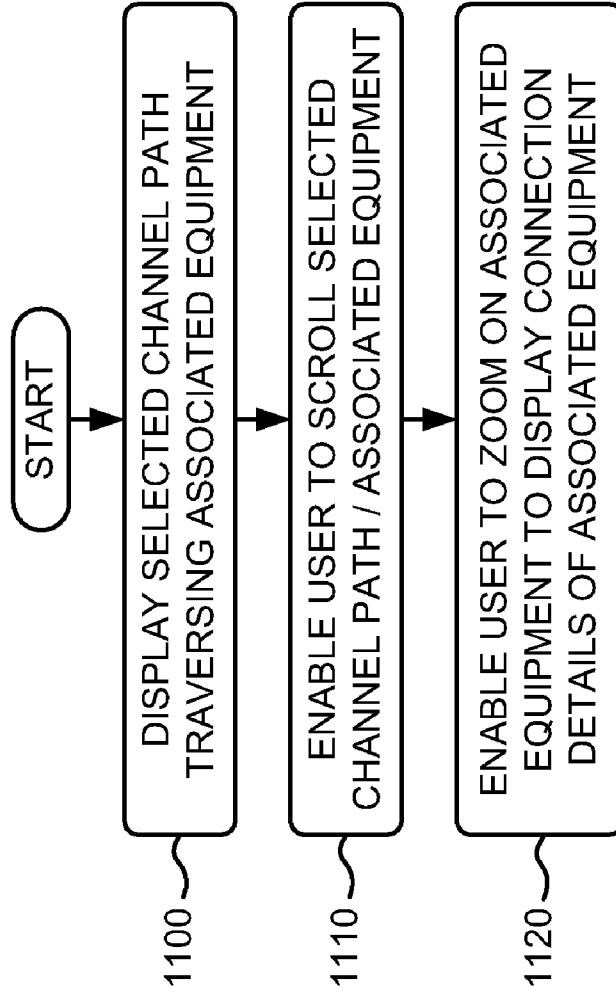 START
1100
DISPLAY SELECTED CHANNEL PATH
TRAVERSING ASSOCIATED EQUIPMENT
1110
ENABLE USER TO SCROLL SELECTED
CHANNEL PATH / ASSOCIATED EQUIPMENT
1120
ENABLE USER TO ZOOM ON ASSOCIATED
EQUIPMENT TO DISPLAY CONNECTION
DETAILS OF ASSOCIATED EQUIPMENT